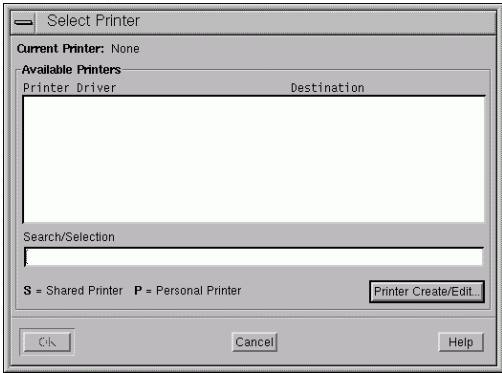 Select Printer
Current Printer: None
Available Printers
Printer Driver Destination
Search/Selection
S = Shared Printer P = Personal Printer
Printer Create/Edit...
OK Cancel Help